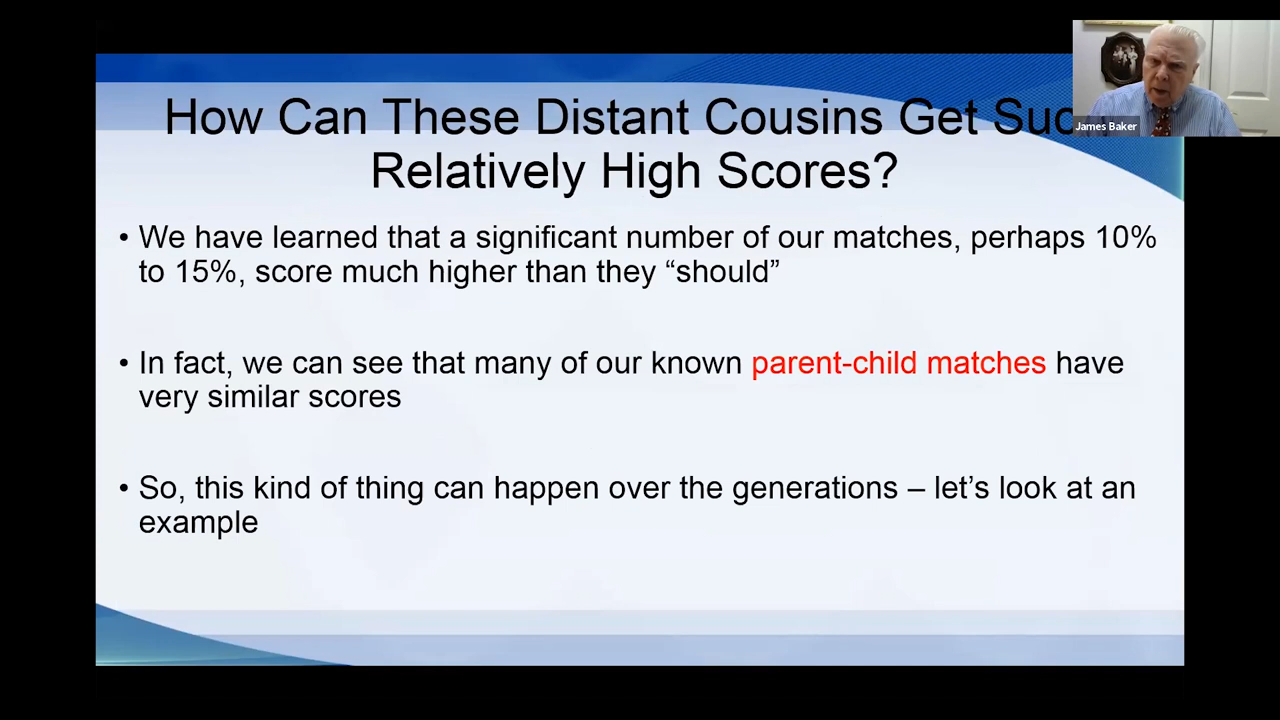 How Can These Distant Cousins Get
Relatively High Scores?
James Baker
• We have learned that a significant number of our matches, perhaps 10%
to 15%, score much higher than they “should”
• In fact, we can see that many of our known parent-child matches have
very similar scores
• So, this kind of thing can happen over the generations – let’s look at an
example